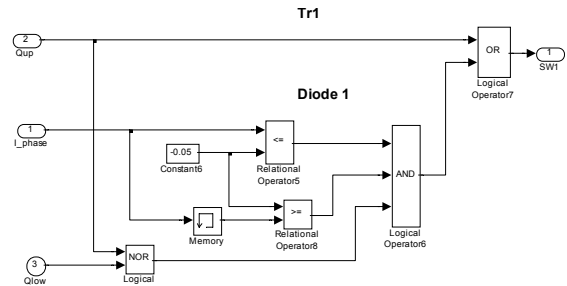 Tr1
2
Qup
OR
1
SW1
Logical
Operator7
Diode 1
1
I_phase
<=
-0.05
Constant6
Relational
Operator5
AND
>=
Memory
Relational
Operator8
Logical
Operator6
3
Qlow
NOR
Logical